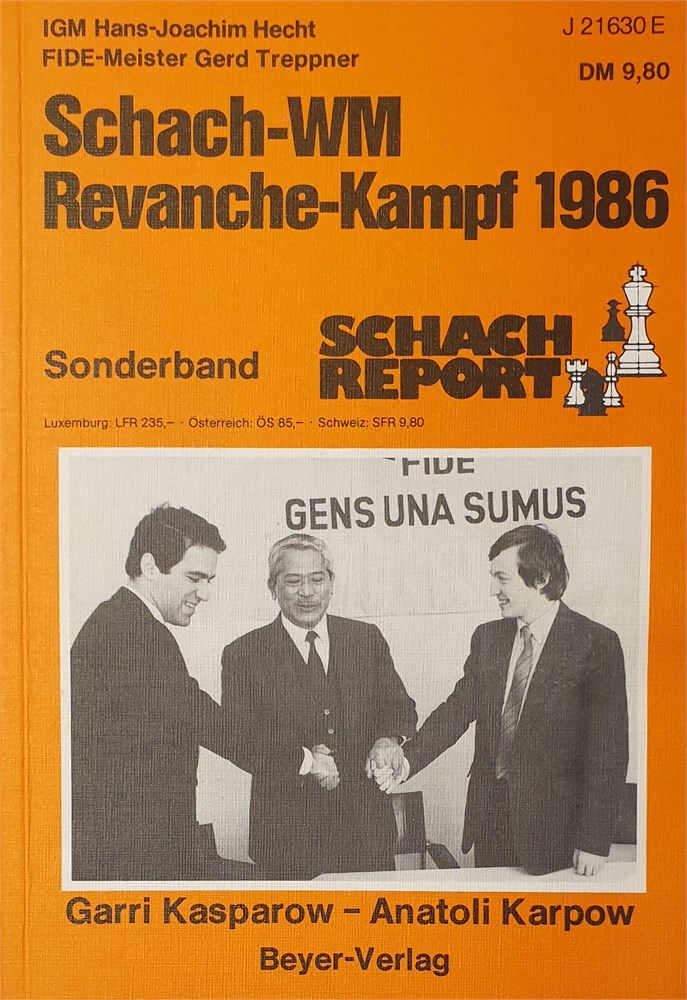 IGM Hans-Joachim Hecht
FIDE-Meister Gerd Treppner
J 21630 E
DM 9,80
Schach-WM
Revanche-Kampf 1986
Sonderband
SCHACH
REPORT
Luxemburg: LFR 235,– · Österreich: ÖS 85,– · Schweiz: SFR 9,80
FIDE
GENS UNA SUMUS
Garri Kasparow – Anatoli Karpow
Beyer-Verlag